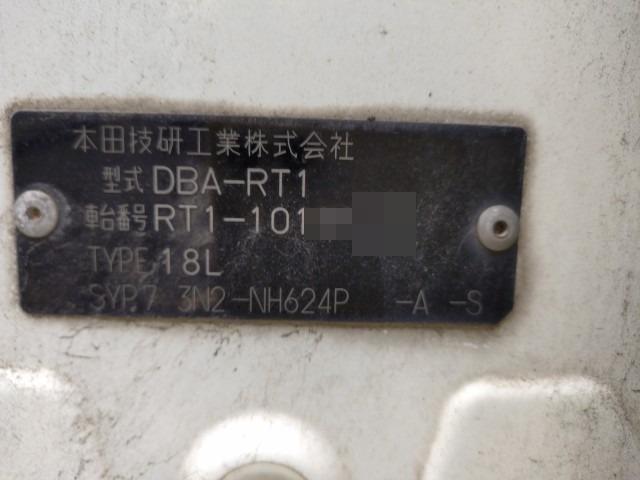 本田技研工業株式会社
型式 DBA-RT1
車台番号 RT1-101
TYPE 18L
SYP.7 3N2-NH624P -A -S